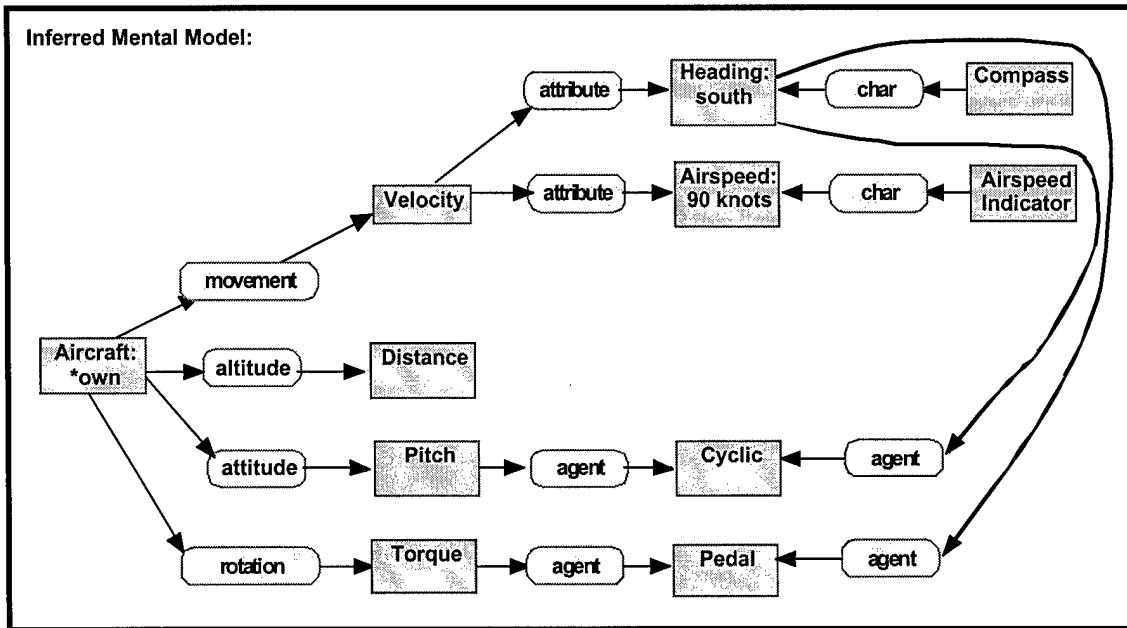 Inferred Mental Model:
attribute
Heading:
south
char
Compass
Velocity
attribute
Airspeed:
90 knots
char
Airspeed
Indicator
movement
Aircraft:
*own
altitude
Distance
attitude
Pitch
agent
Cyclic
agent
rotation
Torque
agent
Pedal
agent